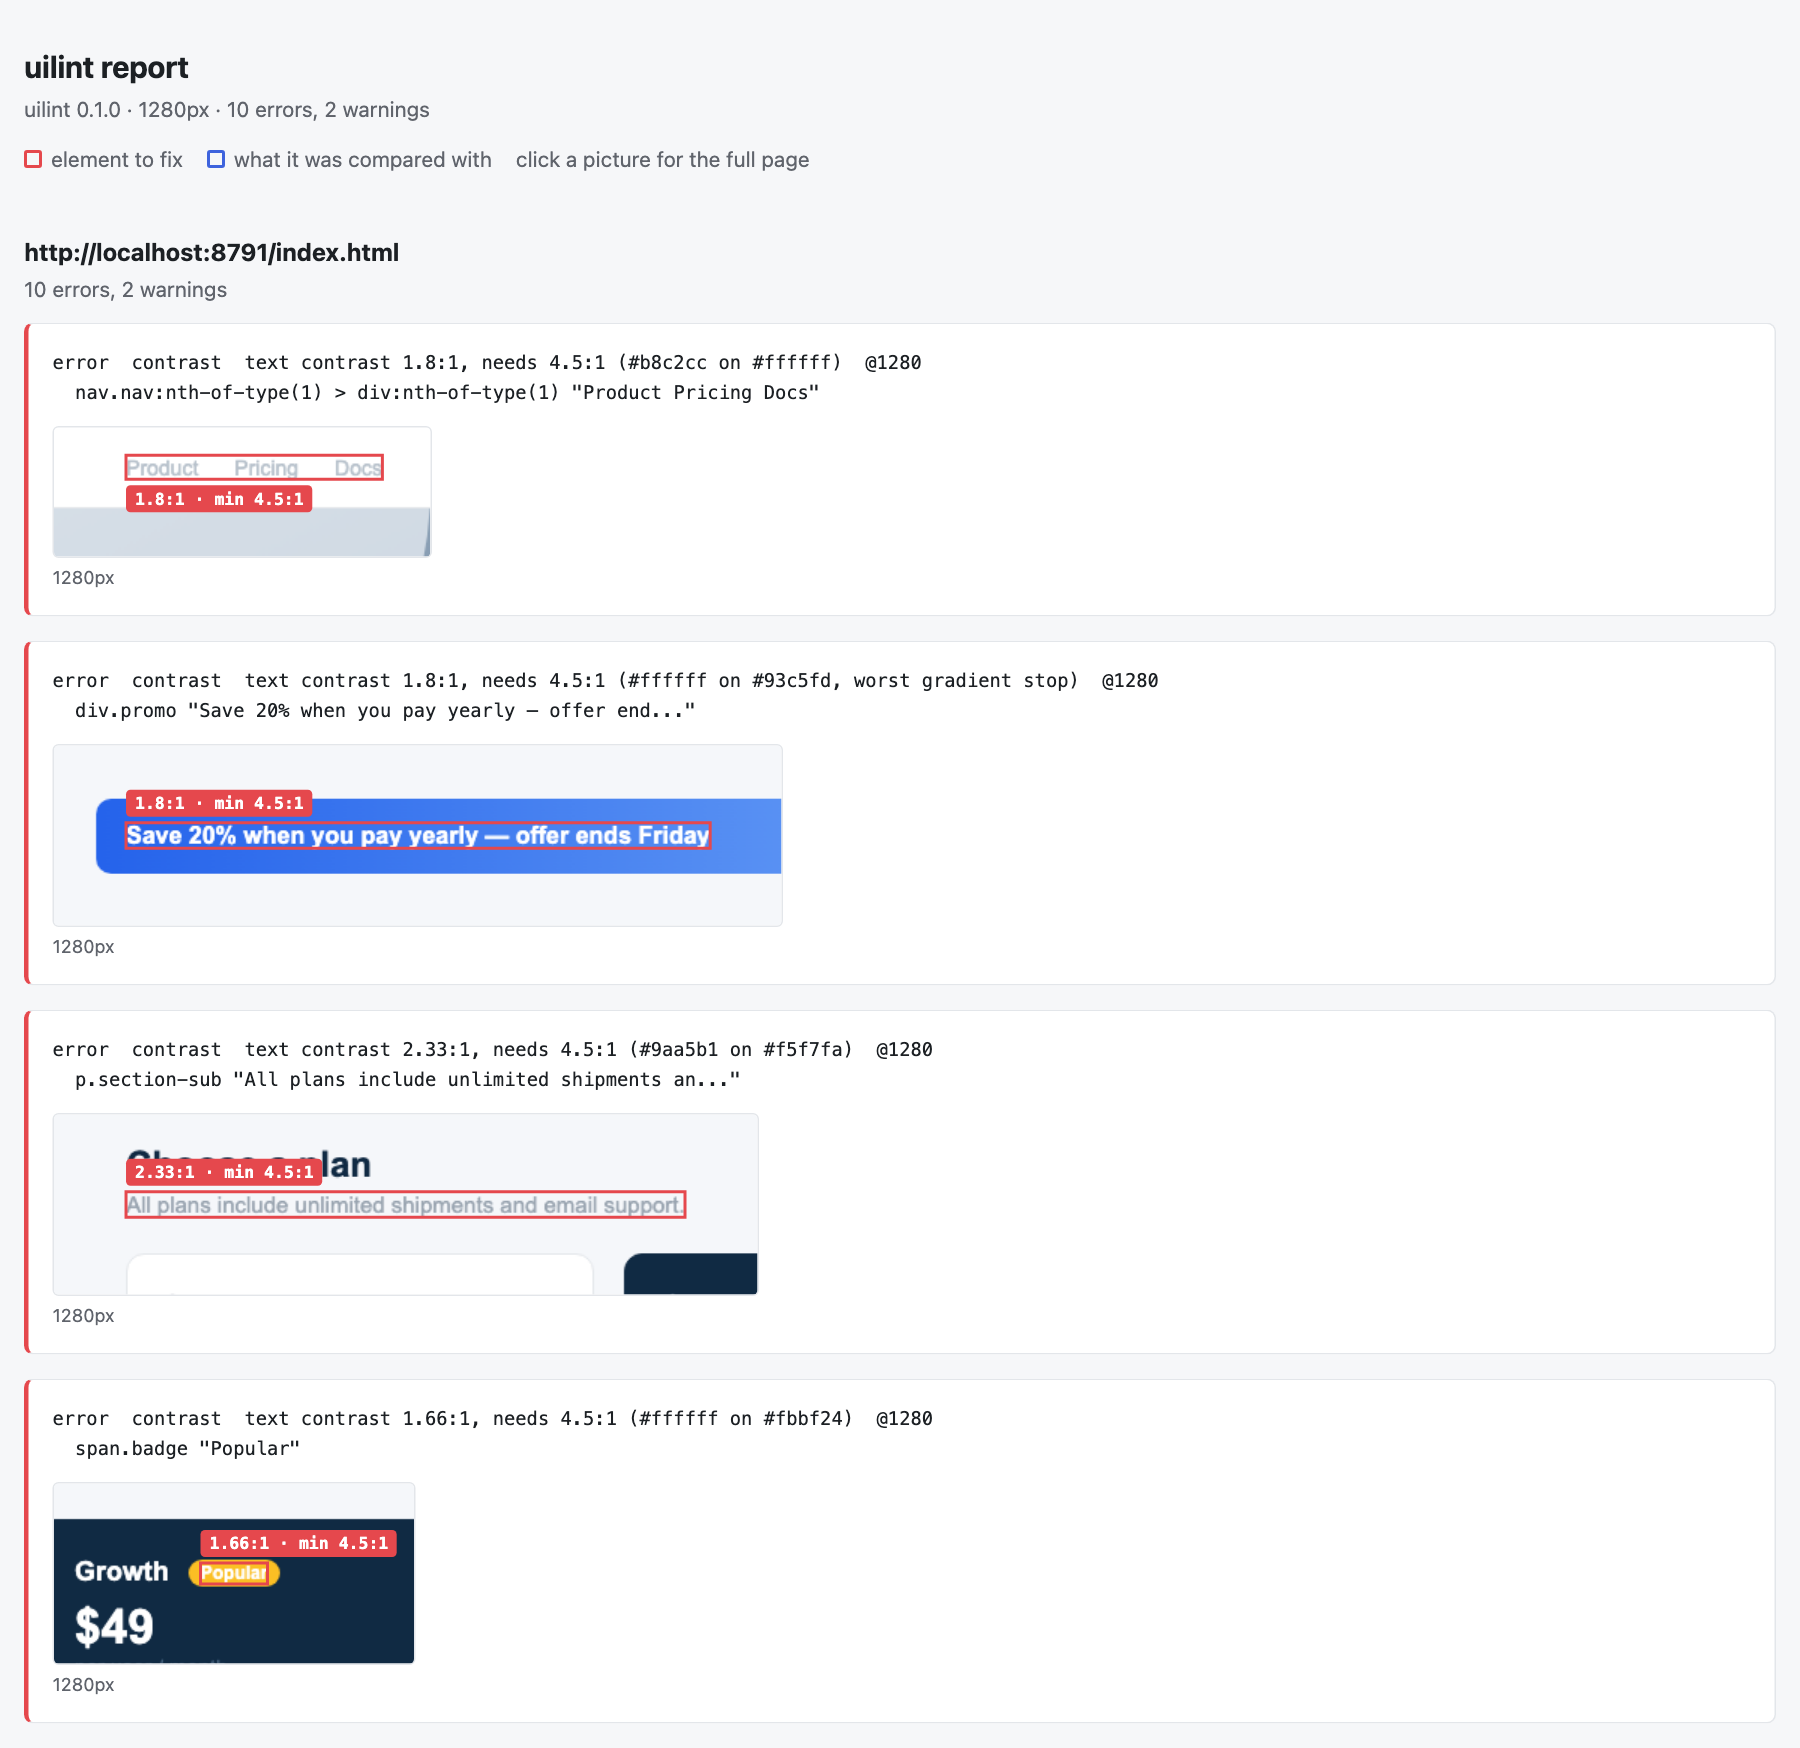 uilint report
uilint 0.1.0 · 1280px · 10 errors, 2 warnings
element to fix what it was compared with click a picture for the full page
http://localhost:8791/index.html
10 errors, 2 warnings
error contrast text contrast 1.8:1, needs 4.5:1 (#b8c2cc on #ffffff) @1280
nav.nav:nth-of-type(1) > div:nth-of-type(1) "Product Pricing Docs"
Product Pricing Docs
1.8:1 · min 4.5:1
1280px
error contrast text contrast 1.8:1, needs 4.5:1 (#ffffff on #93c5fd, worst gradient stop) @1280
div.promo "Save 20% when you pay yearly — offer end..."
1.8:1 · min 4.5:1
Save 20% when you pay yearly — offer ends Friday
1280px
error contrast text contrast 2.33:1, needs 4.5:1 (#9aa5b1 on #f5f7fa) @1280
p.section-sub "All plans include unlimited shipments an..."
2.33:1 · min 4.5:1
All plans include unlimited shipments and email support.
1280px
error contrast text contrast 1.66:1, needs 4.5:1 (#ffffff on #fbbf24) @1280
span.badge "Popular"
1.66:1 · min 4.5:1
Growth Popular
$49
1280px